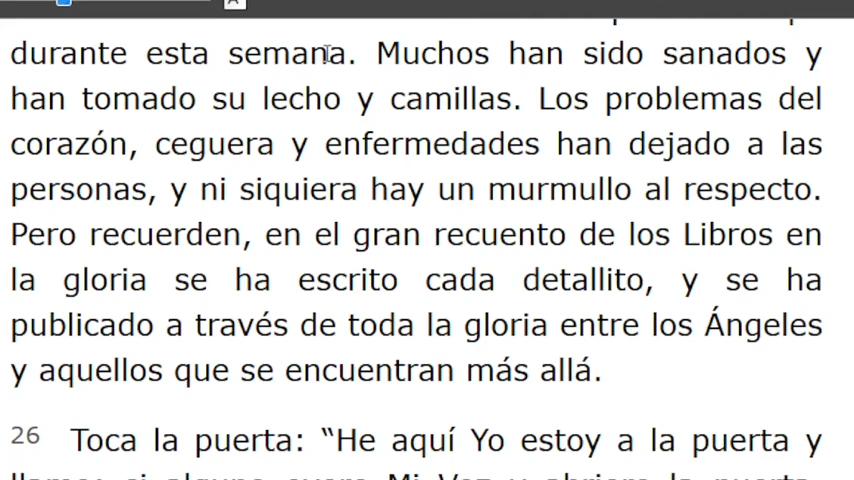 durante esta semana. Muchos han sido sanados y
han tomado su lecho y camillas. Los problemas del
corazón, ceguera y enfermedades han dejado a las
personas, y ni siquiera hay un murmullo al respecto.
Pero recuerden, en el gran recuento de los Libros en
la gloria se ha escrito cada detallito, y se ha
publicado a través de toda la gloria entre los Ángeles
y aquellos que se encuentran más allá.
26 Toca la puerta: “He aquí Yo estoy a la puerta y